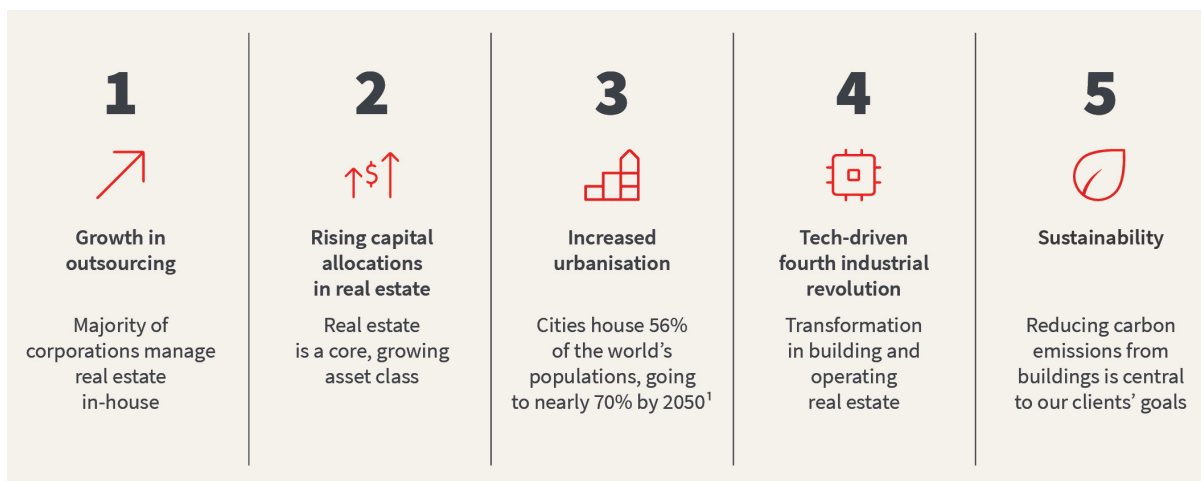 1
Growth in
outsourcing
Majority of
corporations manage
real estate
in-house
2
$
Rising capital
allocations
in real estate
Real estate
is a core, growing
asset class
3
Increased
urbanisation
Cities house 56%
of the world’s
populations, going
to nearly 70% by 2050¹
4
Tech-driven
fourth industrial
revolution
Transformation
in building and
operating
real estate
5
Sustainability
Reducing carbon
emissions from
buildings is central
to our clients’ goals